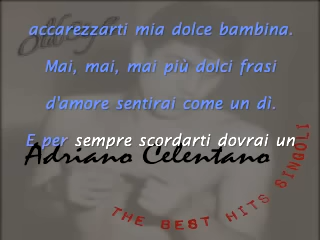 accarezzarti mia dolce bambina.
Mai, mai, mai più dolci frasi
d'amore sentirai come un dì.
E per sempre scordarti dovrai un
Adriano Celentano
THE BEST HITS SINGOLI